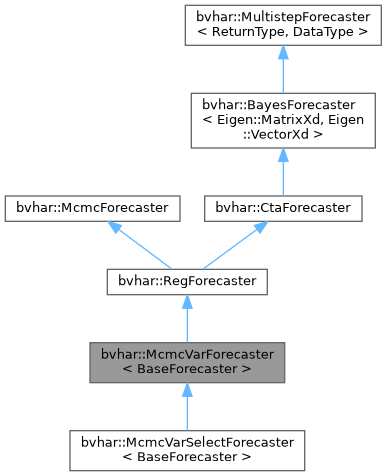 bvhar::MultistepForecaster
< ReturnType, DataType >
bvhar::BayesForecaster
< Eigen::MatrixXd, Eigen
::VectorXd >
bvhar::McmcForecaster
bvhar::CtaForecaster
bvhar::RegForecaster
bvhar::McmcVarForecaster
< BaseForecaster >
bvhar::McmcVarSelectForecaster
< BaseForecaster >